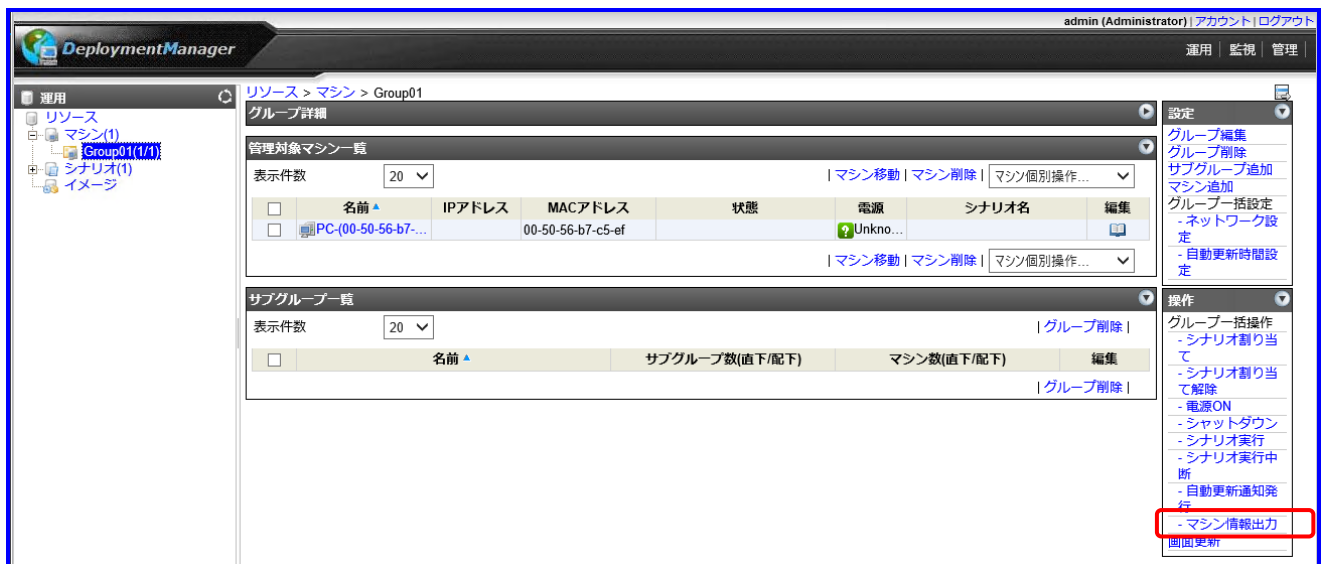 admin (Administrator) | アカウント | ログアウト
DeploymentManager
運用 | 監視 | 管理 |
運用
リソース
マシン(1)
Group01(1/1)
シナリオ(1)
イメージ
リソース > マシン > Group01
グループ詳細
管理対象マシン一覧
表示件数 20 | マシン移動 | マシン削除 | マシン個別操作...
名前 IPアドレス MACアドレス 状態 電源 シナリオ名 編集
PC-(00-50-56-b7-... 00-50-56-b7-c5-ef Unkno...
| マシン移動 | マシン削除 | マシン個別操作...
サブグループ一覧
表示件数 20 | グループ削除 |
名前 サブグループ数(直下/配下) マシン数(直下/配下) 編集
| グループ削除 |
設定
グループ編集
グループ削除
サブグループ追加
マシン追加
グループ一括設定
- ネットワーク設
定
- 自動更新時間設
定
操作
グループ一括操作
- シナリオ割り当
て
- シナリオ割り当
て解除
- 電源ON
- シャットダウン
- シナリオ実行
- シナリオ実行中
断
- 自動更新通知発
行
- マシン情報出力
画面更新